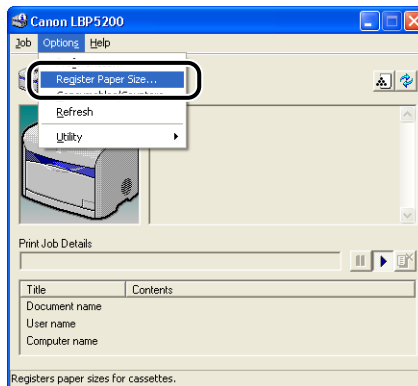 Canon LBP5200
Job Options Help
Register Paper Size...
Refresh
Utility
Print Job Details
Title Contents
Document name
User name
Computer name
Registers paper sizes for cassettes.